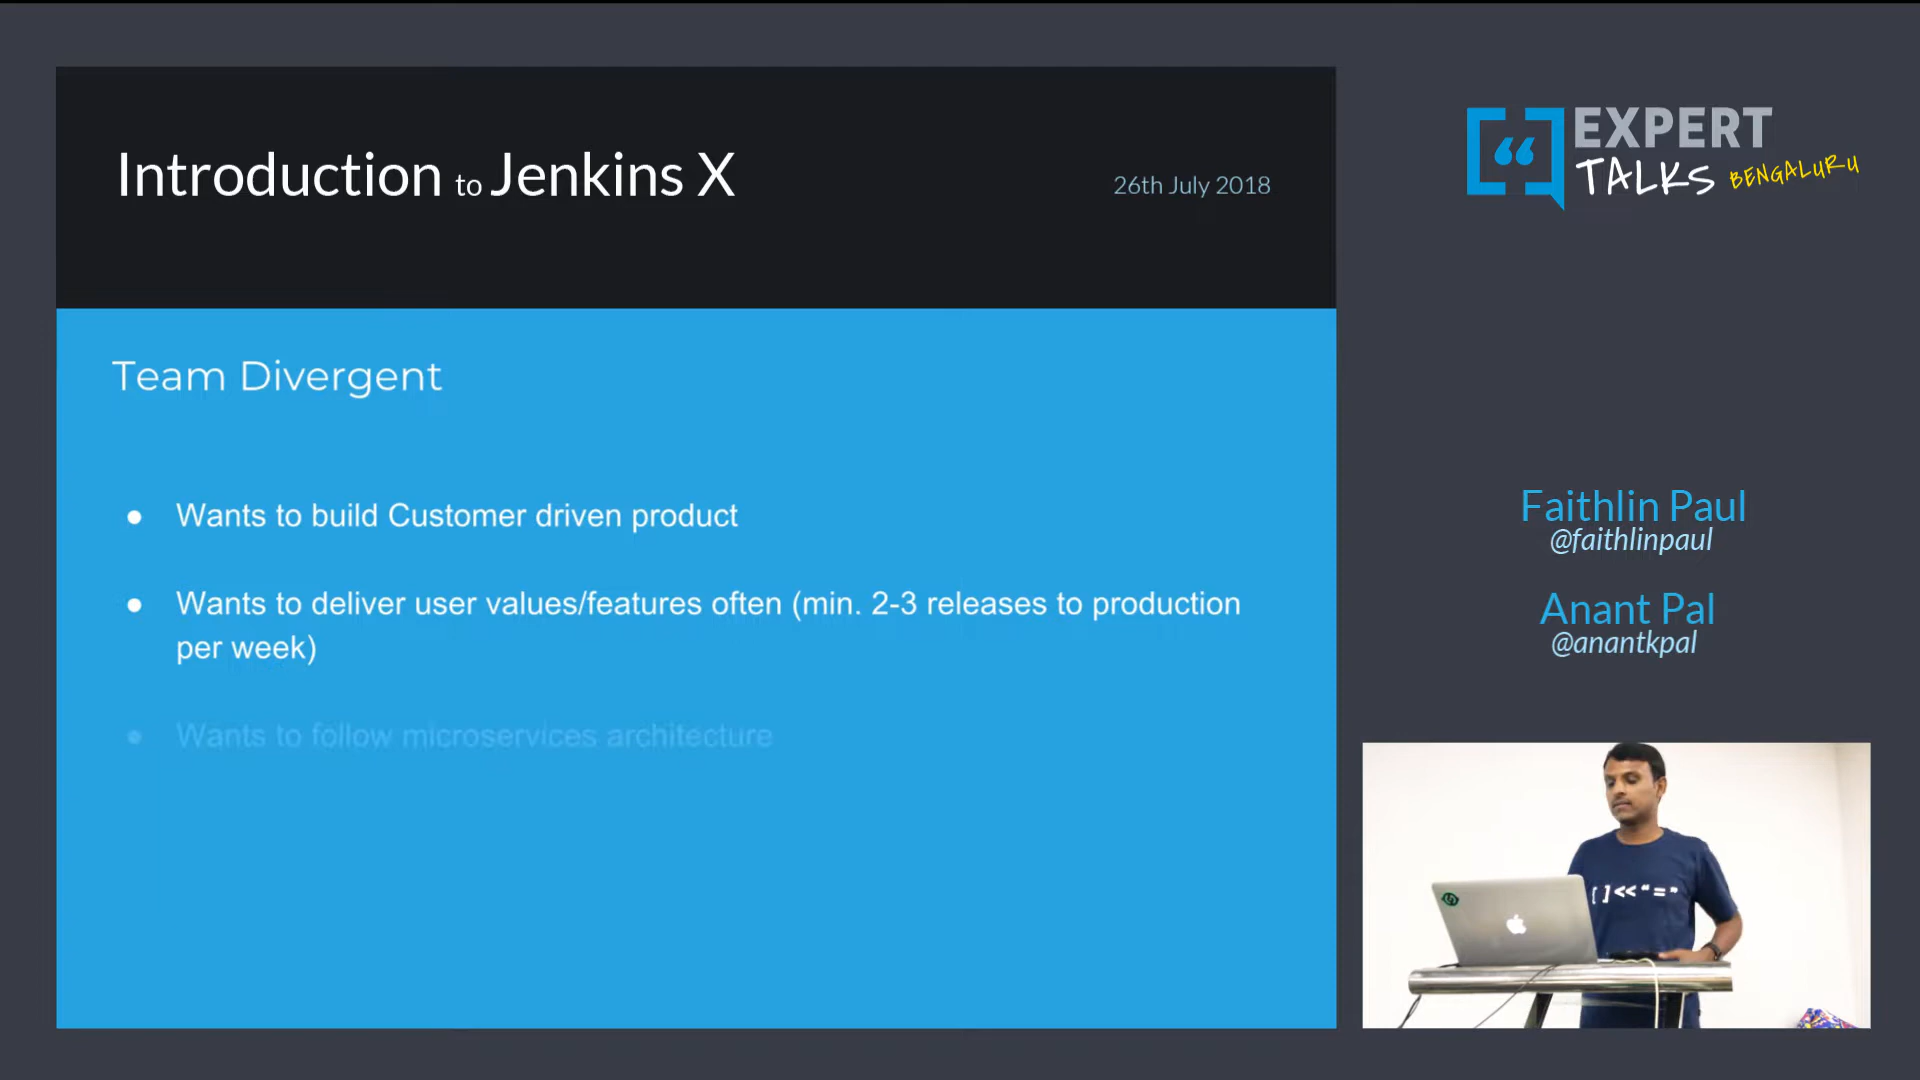 Introduction to Jenkins X
26th July 2018
EXPERT
TALKS BENGALURU
Team Divergent
● Wants to build Customer driven product
● Wants to deliver user values/features often (min. 2-3 releases to production
per week)
● Wants to follow microservices architecture
Faithlin Paul
@faithlinpaul
Anant Pal
@anantkpal
[ ]<<"="